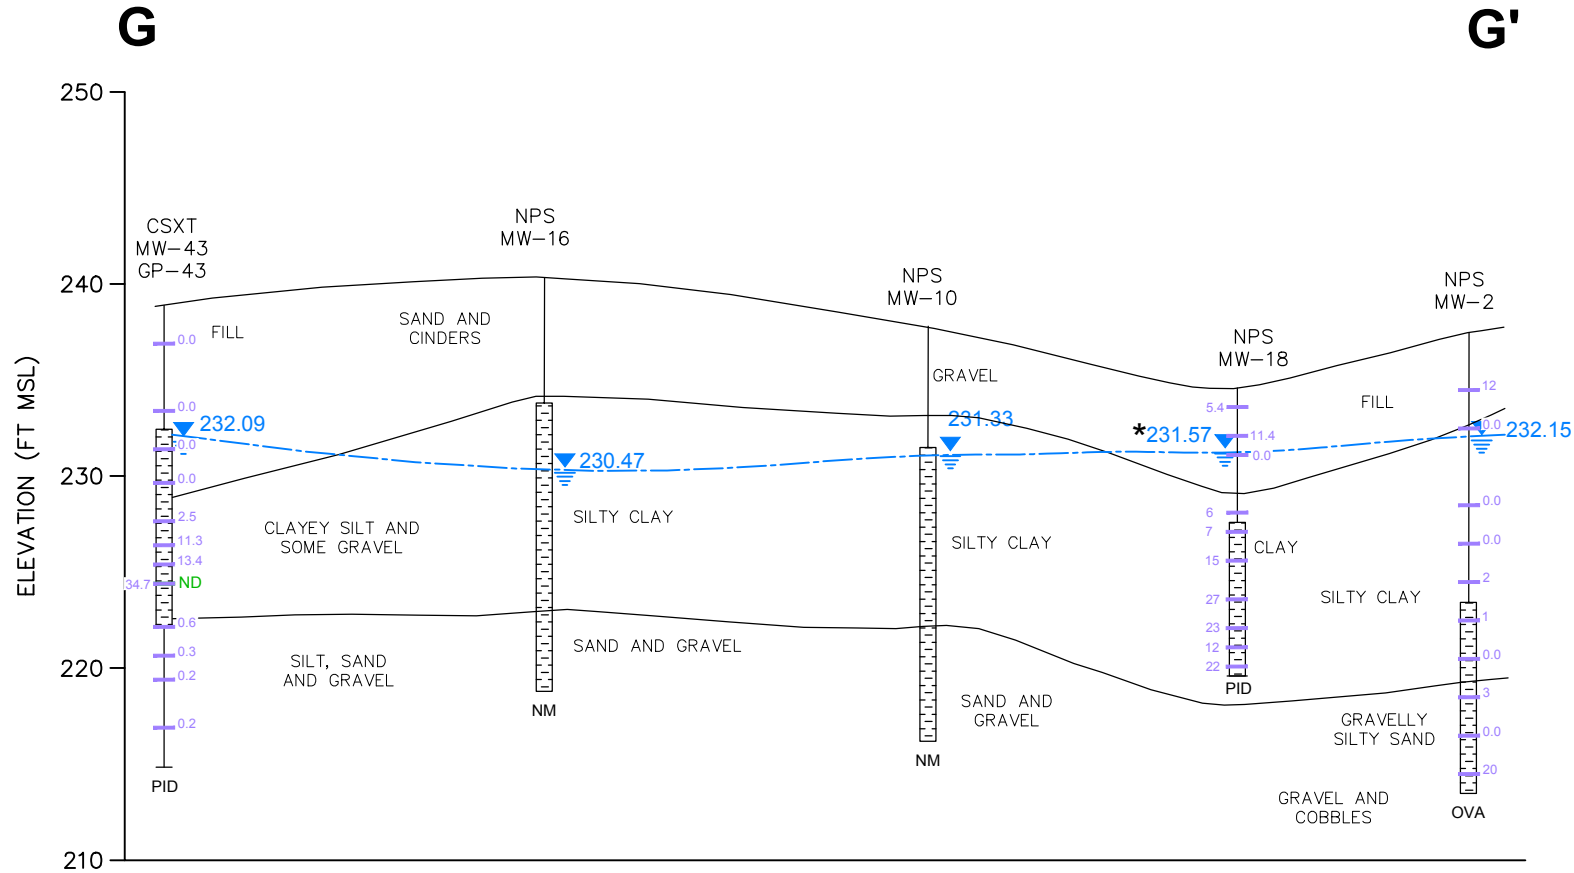 G
G'
250
240
230
220
210
ELEVATION (FT MSL)
CSXT
MW-43
GP-43
NPS
MW-16
NPS
MW-10
NPS
MW-18
NPS
MW-2
FILL
SAND AND
CINDERS
GRAVEL
FILL
0.0
0.0
232.09
0.0
0.0
2.5
11.3
13.4
34.7
ND
0.6
0.3
0.2
0.2
PID
230.47
231.33
*231.57
232.15
CLAYEY SILT AND
SOME GRAVEL
SILTY CLAY
SILTY CLAY
CLAY
SILTY CLAY
SILT, SAND
AND GRAVEL
SAND AND GRAVEL
SAND AND
GRAVEL
GRAVELLY
SILTY SAND
GRAVEL AND
COBBLES
NM
NM
5.4
11.4
0.0
6
7
15
27
23
12
22
PID
12
0.0
0.0
0.0
2
1
0.0
3
0.0
20
OVA